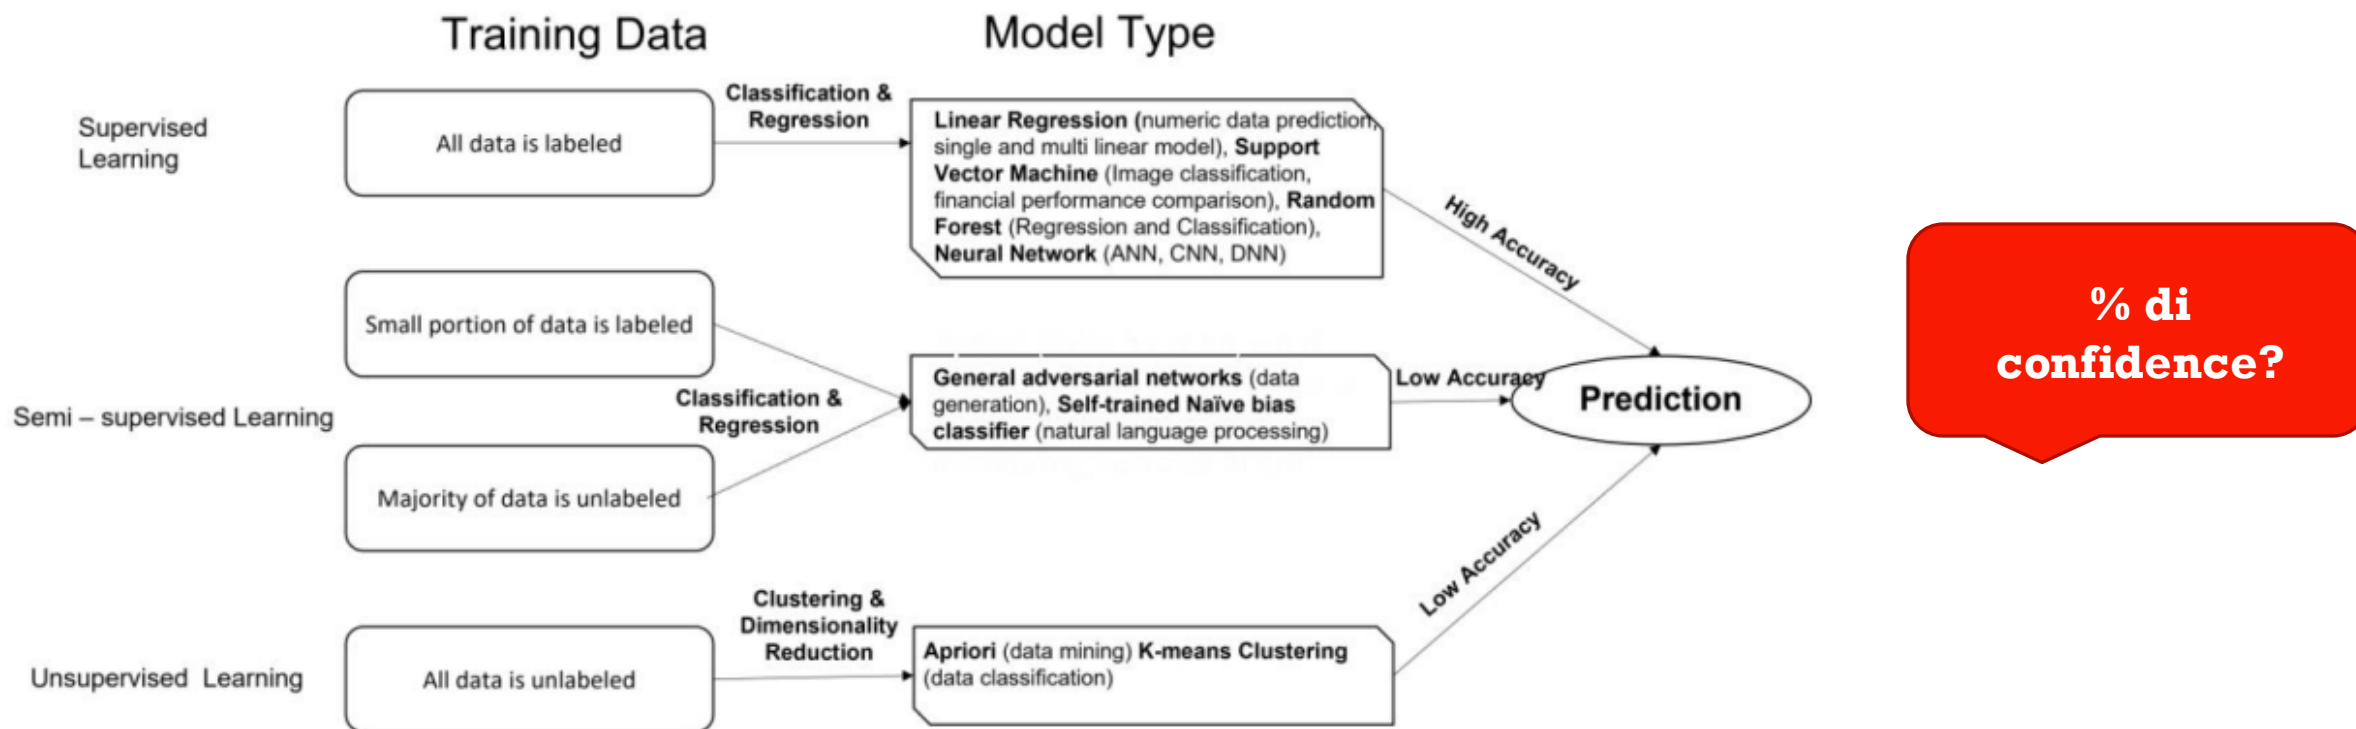 Training Data
Model Type
Supervised
Learning
All data is labeled
Classification &
Regression
Linear Regression (numeric data prediction,
single and multi linear model), Support
Vector Machine (Image classification,
financial performance comparison), Random
Forest (Regression and Classification),
Neural Network (ANN, CNN, DNN)
High Accuracy
Small portion of data is labeled
Semi – supervised Learning
Majority of data is unlabeled
Classification &
Regression
General adversarial networks (data
generation), Self-trained Naïve bias
classifier (natural language processing)
Low Accuracy
Prediction
% di
confidence?
Unsupervised Learning
All data is unlabeled
Clustering &
Dimensionality
Reduction
Apriori (data mining) K-means Clustering
(data classification)
Low Accuracy